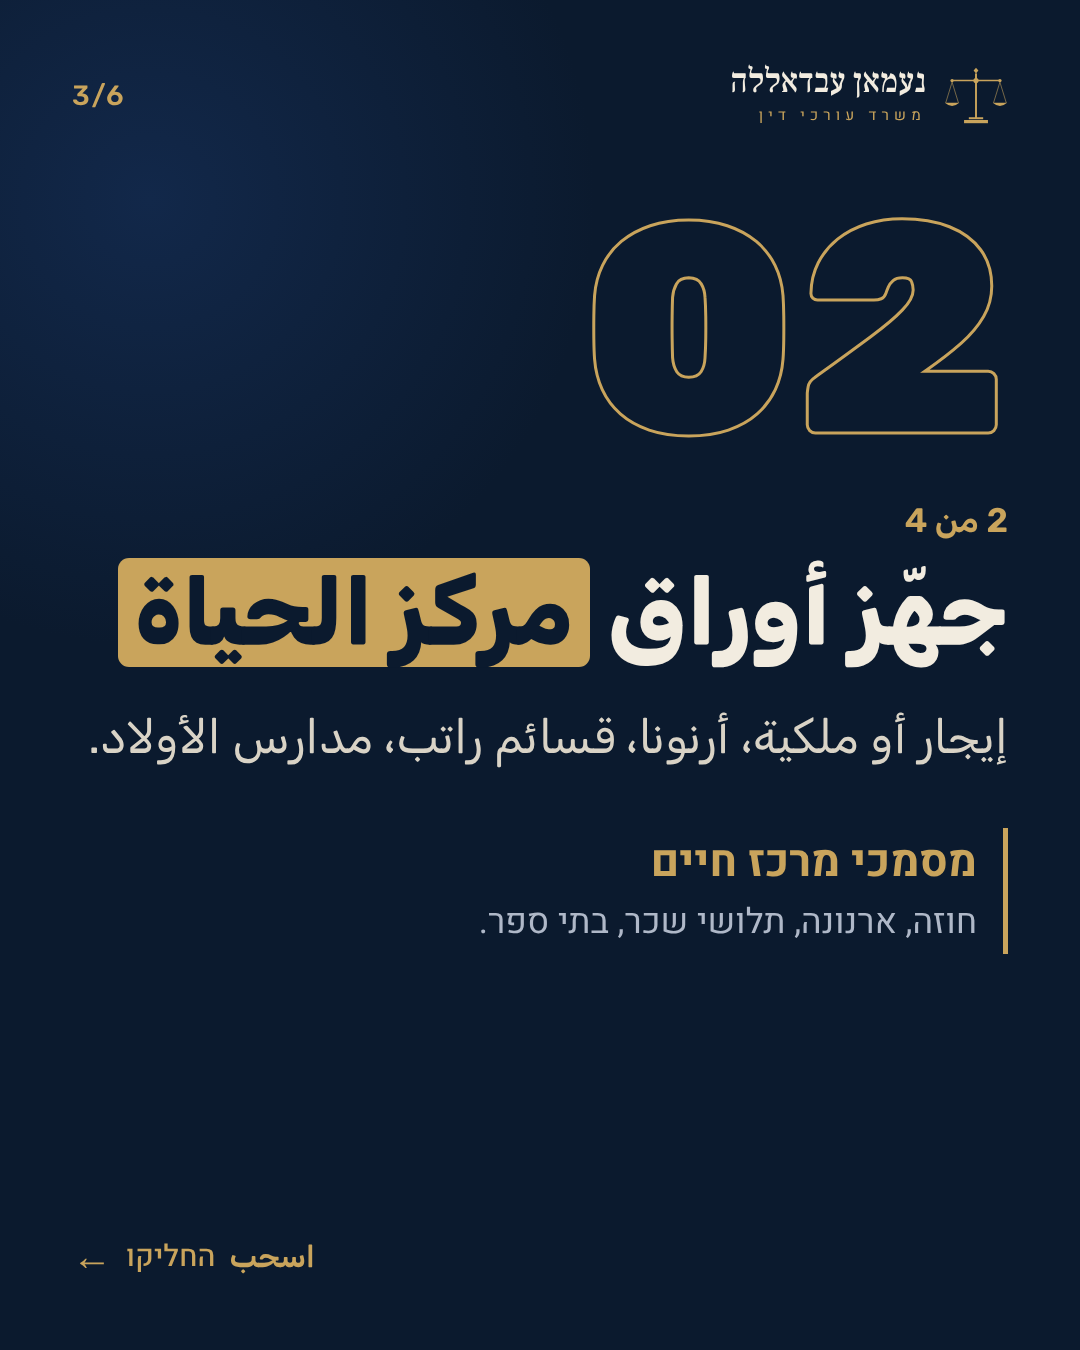 נעמאן עבדאללה
משרד עורכי דין
3/6
02
2 من 4
جهّز أوراق مركز الحياة
إيجار أو ملكية، أرنونا، قسائم راتب، مدارس الأولاد.
מסמכי מרכז חיים
חוזה, ארנונה, תלושי שכר, בתי ספר.
اسحب החליקו ←